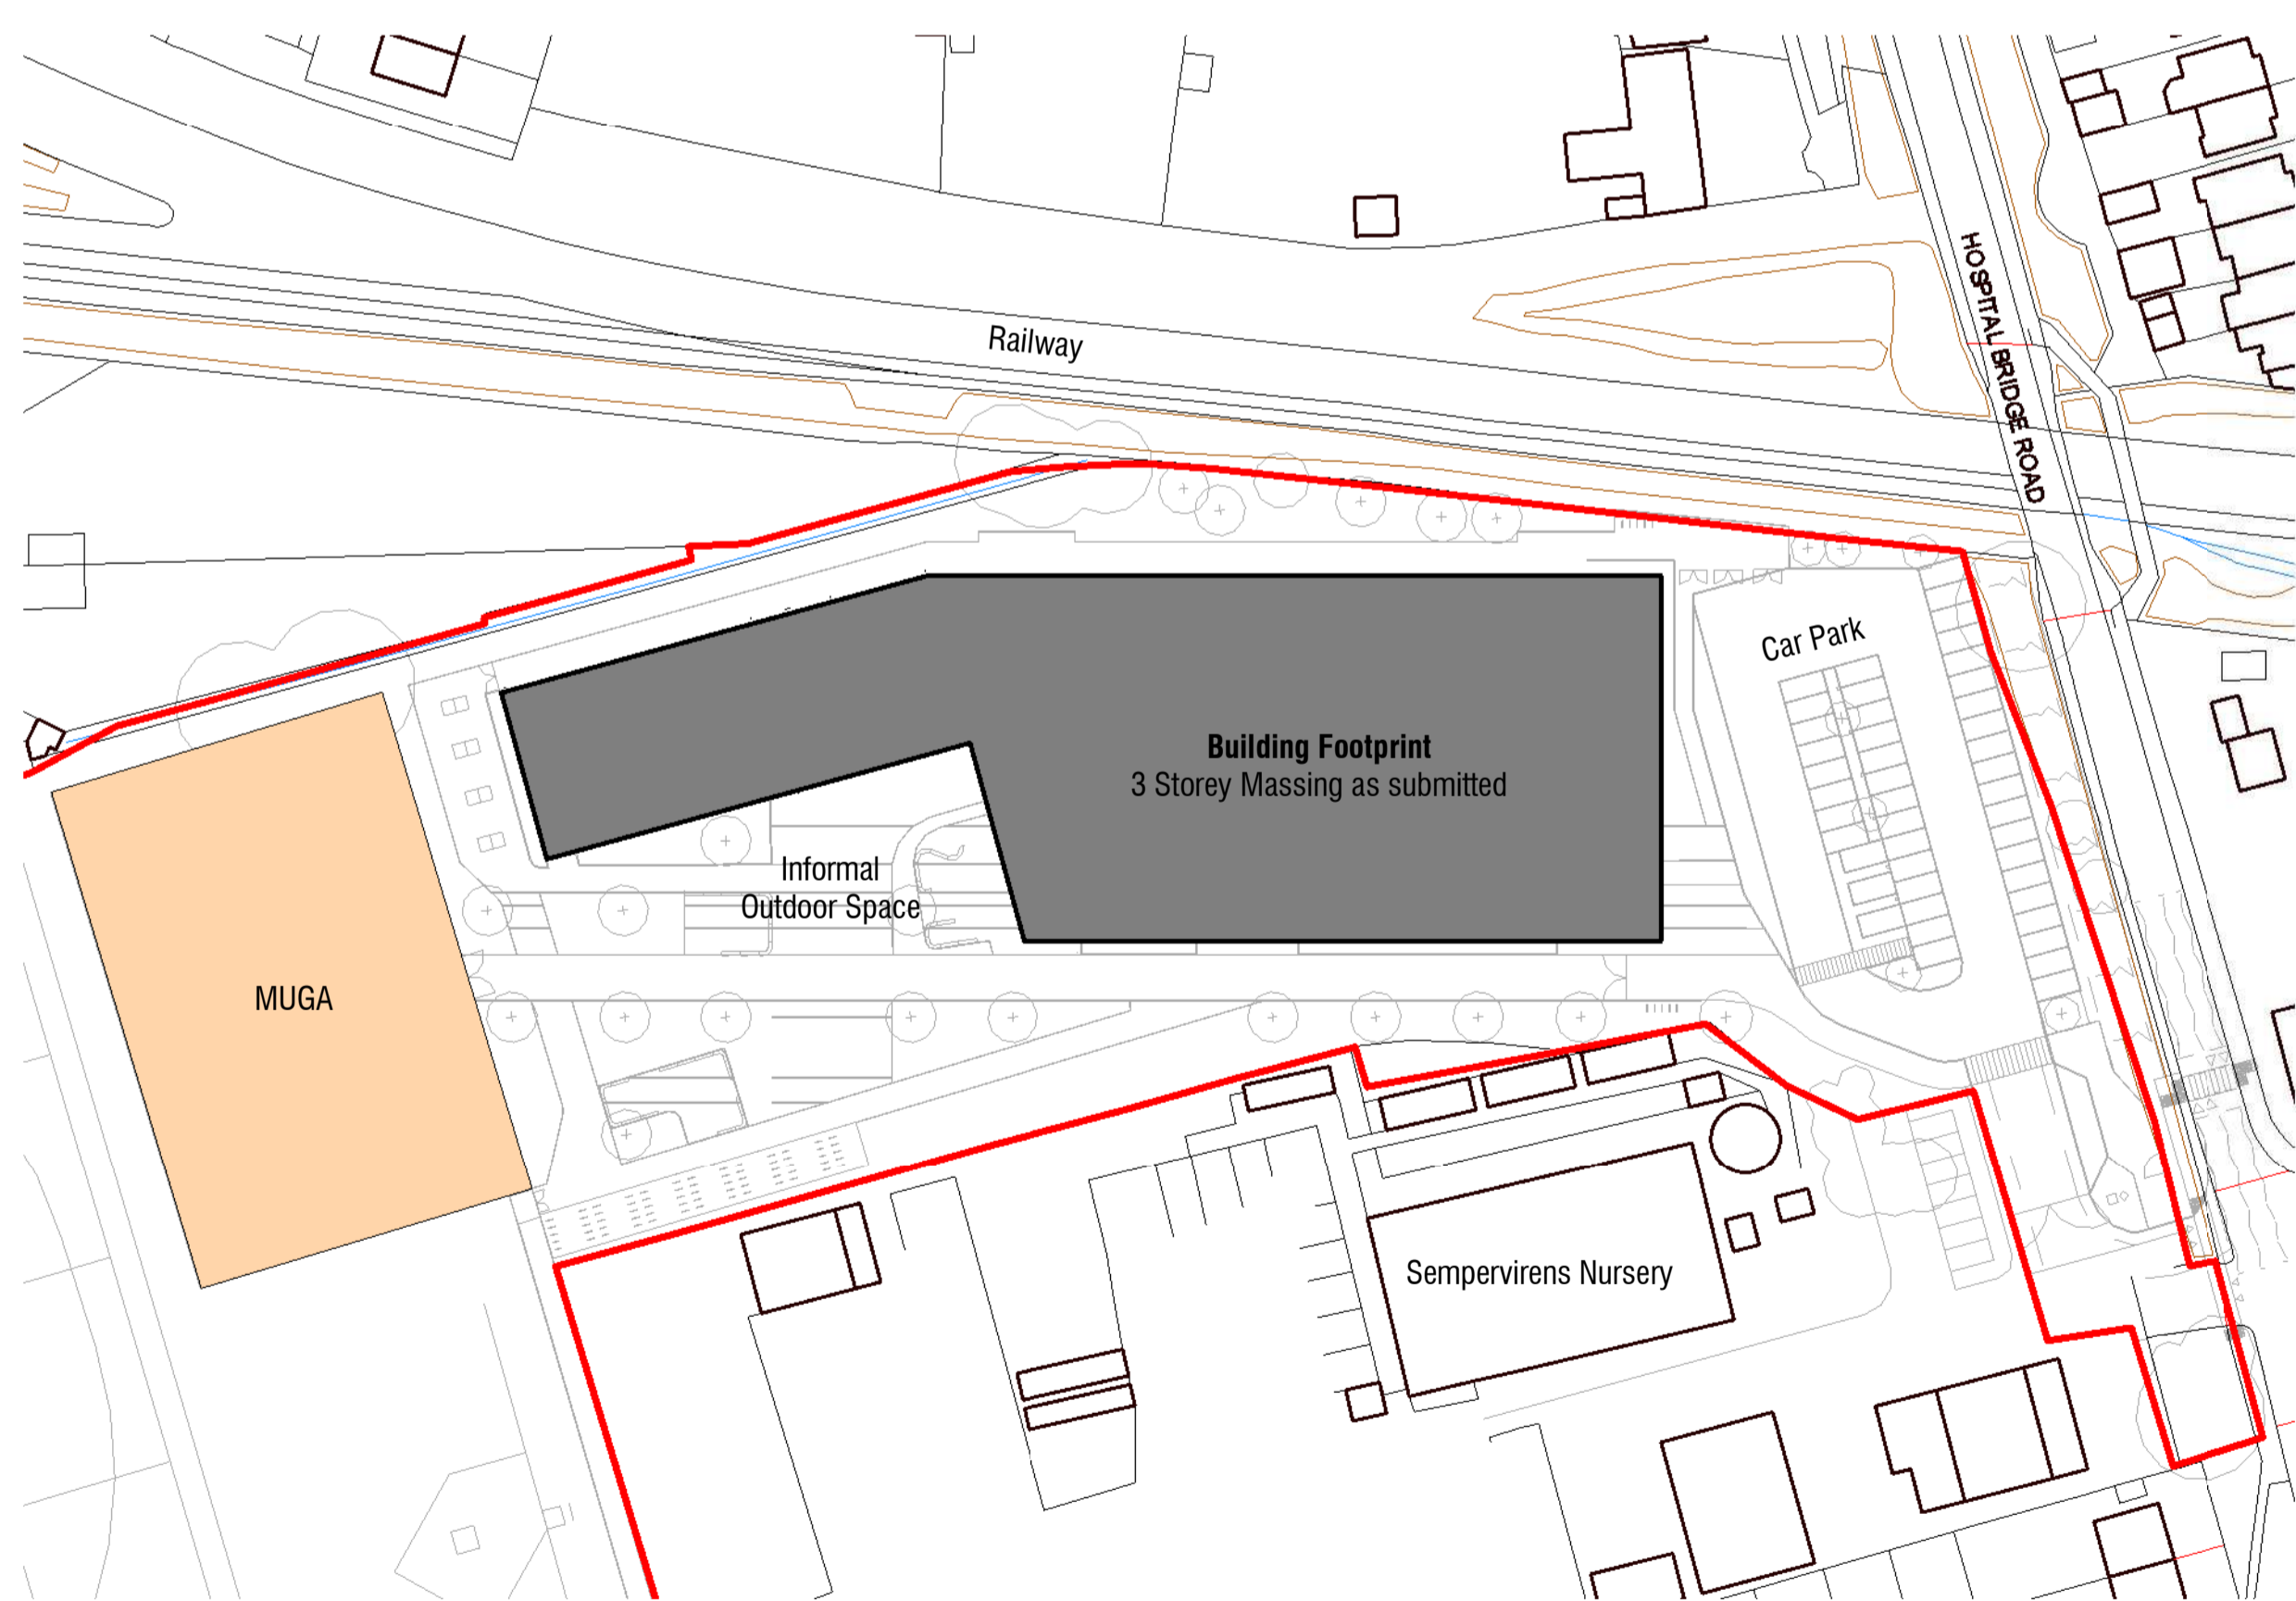 HOSPITAL BRIDGE ROAD
Railway
Car Park
Building Footprint
3 Storey Massing as submitted
Informal
Outdoor Space
MUGA
Sempervirens Nursery